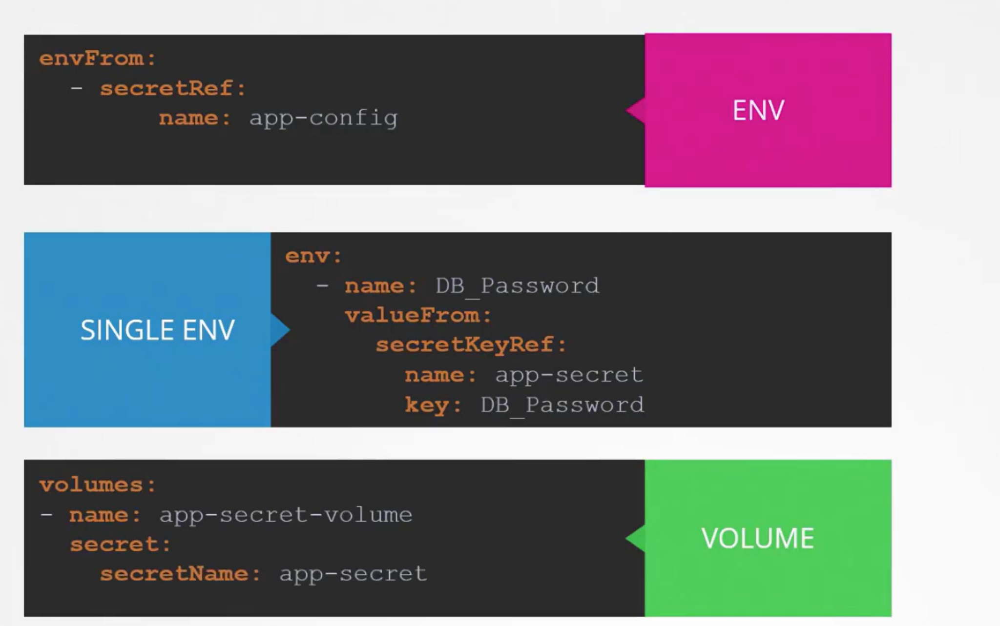 envFrom:
- secretRef:
name: app-config
ENV
SINGLE ENV
env:
- name: DB_Password
valueFrom:
secretKeyRef:
name: app-secret
key: DB_Password
volumes:
- name: app-secret-volume
secret:
secretName: app-secret
VOLUME